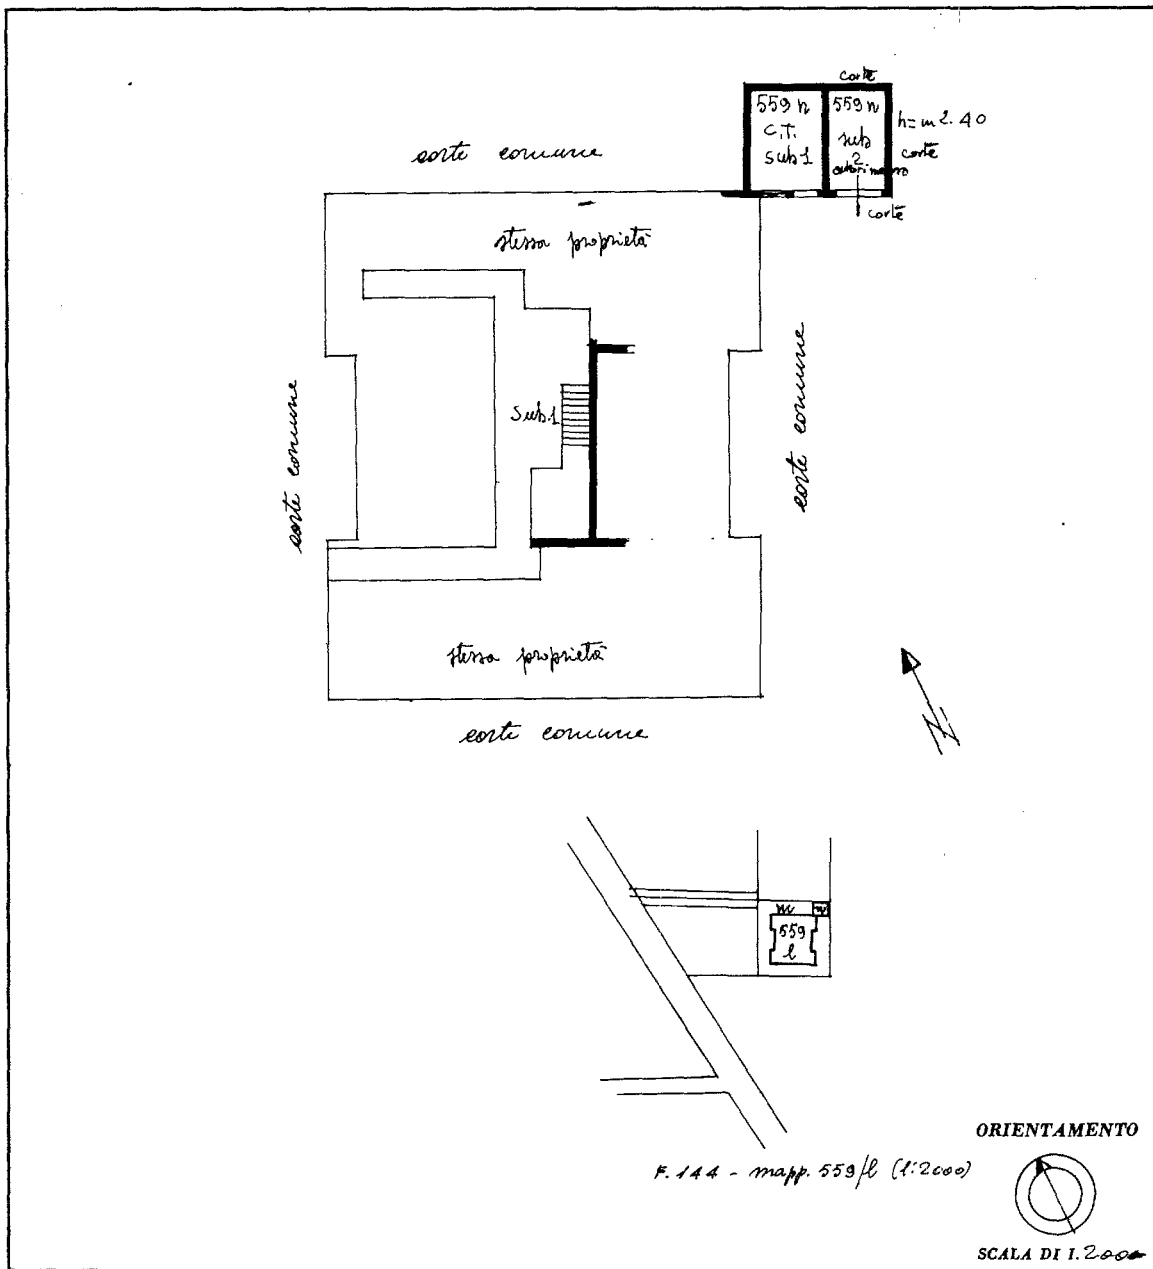 corte
559 n
C.T.
sub 1
559 n
sub
2
autorimessa
h= m 2.40
corte
corte
corte comune
stessa proprietà
corte comune
Sub.1
corte comune
stessa proprietà
corte comune
N
m
n
559
l
ORIENTAMENTO
F. 144 - mapp. 559/l (1:2000)
SCALA DI 1. 2000